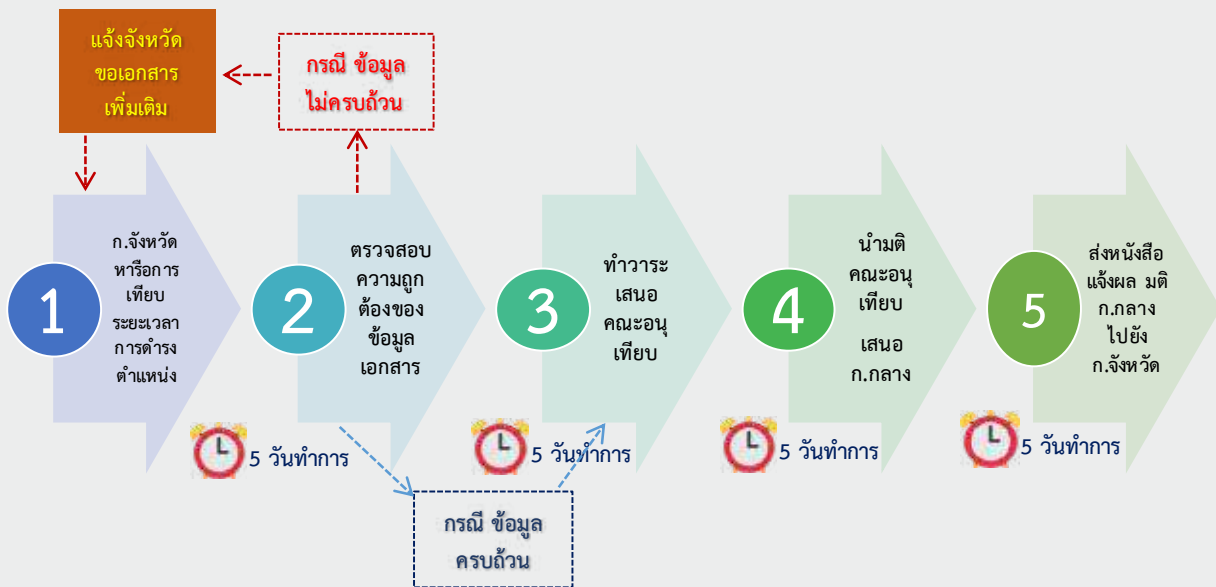 แจ้งจังหวัด
ขอเอกสาร
เพิ่มเติม
กรณี ข้อมูล
ไม่ครบถ้วน
1
ก.จังหวัด
หารือการ
เทียบ
ระยะเวลา
การดำรง
ตำแหน่ง
2
ตรวจสอบ
ความถูก
ต้องของ
ข้อมูล
เอกสาร
3
ทำวาระ
เสนอ
คณะอนุ
เทียบ
4
นำมติ
คณะอนุ
เทียบ
เสนอ
ก.กลาง
5
ส่งหนังสือ
แจ้งผล มติ
ก.กลาง
ไปยัง
ก.จังหวัด
5 วันทำการ
5 วันทำการ
5 วันทำการ
5 วันทำการ
กรณี ข้อมูล
ครบถ้วน